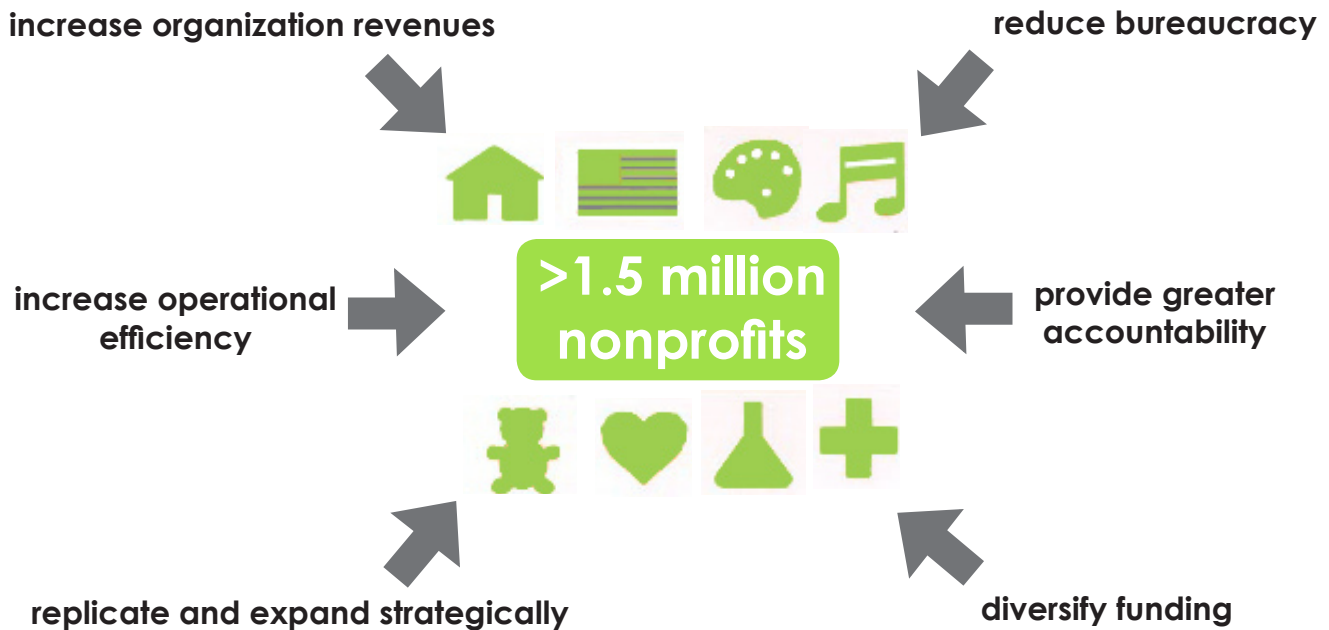 increase organization revenues
reduce bureaucracy
>1.5 million
nonprofits
increase operational
efficiency
provide greater
accountability
replicate and expand strategically
diversify funding